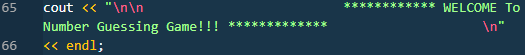 65 cout << "\n\n                              ************ WELCOME To
Number Guessing Game!!! *************                       \n"
66 << endl;